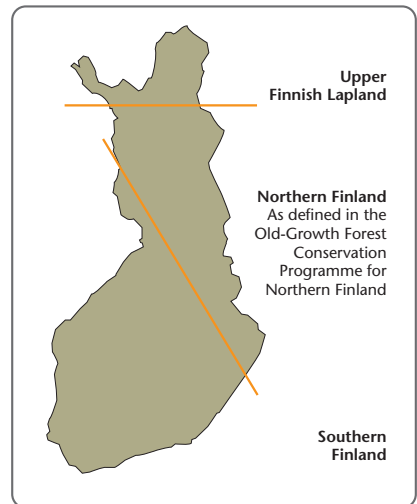 Upper
Finnish Lapland
Northern Finland
As defined in the
Old-Growth Forest
Conservation
Programme for
Northern Finland
Southern
Finland